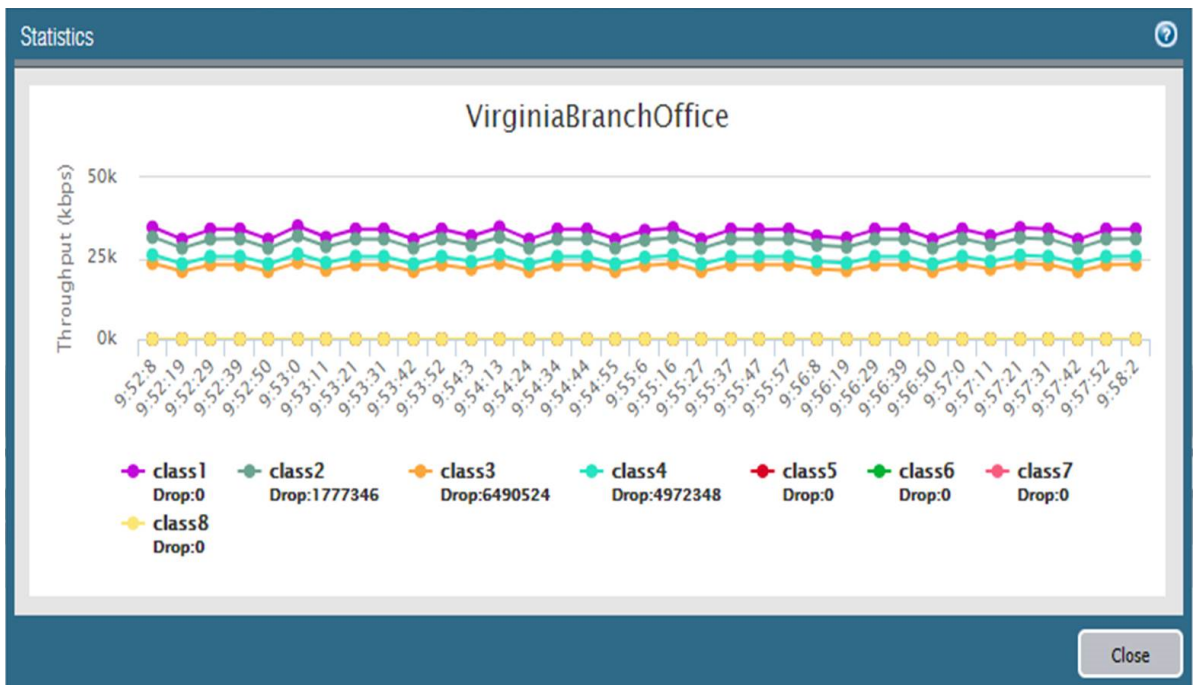 Statistics
?
VirginiaBranchOffice
Throughput (kbps)
50k
25k
0k
9:52:8 9:52:19 9:52:29 9:52:39 9:52:50 9:53:0 9:53:11 9:53:21 9:53:31 9:53:42 9:53:52 9:54:3 9:54:13 9:54:24 9:54:34 9:54:44 9:54:55 9:55:6 9:55:16 9:55:27 9:55:37 9:55:47 9:55:57 9:56:8 9:56:19 9:56:29 9:56:39 9:56:50 9:57:0 9:57:11 9:57:21 9:57:31 9:57:42 9:57:52 9:58:2
class1 class2 class3 class4 class5 class6 class7
Drop:0 Drop:1777346 Drop:6490524 Drop:4972348 Drop:0 Drop:0 Drop:0
class8
Drop:0
Close